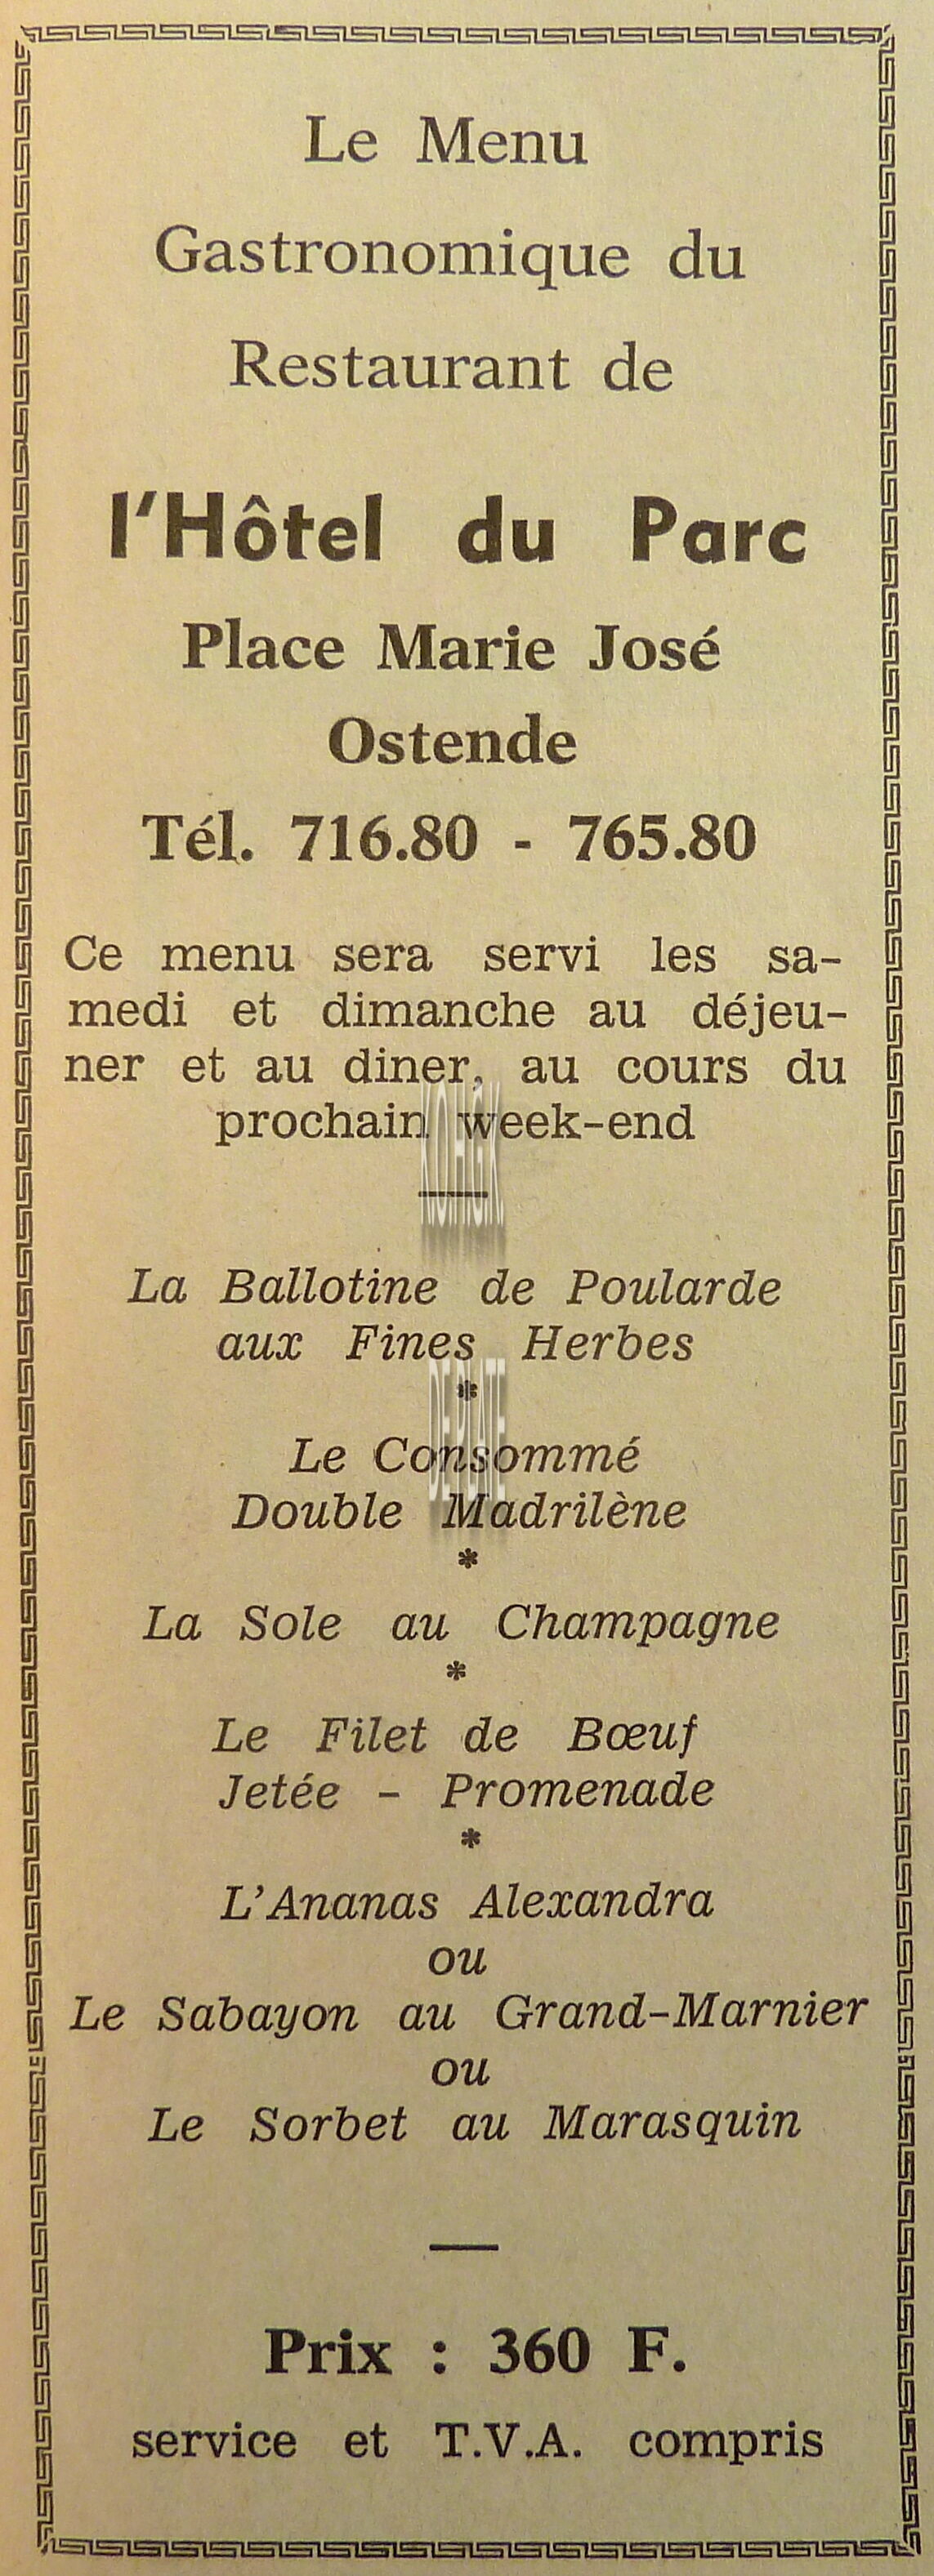 Le Menu
Gastronomique du
Restaurant de
l'Hôtel du Parc
Place Marie José
Ostende
Tél. 716.80 - 765.80
Ce menu sera servi les sa-
medi et dimanche au déjeu-
ner et au diner, au cours du
prochain week-end
La Ballotine de Poularde
aux Fines Herbes
*
Le Consommé
Double Madrilène
*
La Sole au Champagne
*
Le Filet de Bœuf
Jetée - Promenade
*
L'Ananas Alexandra
ou
Le Sabayon au Grand-Marnier
ou
Le Sorbet au Marasquin
Prix : 360 F.
service et T.V.A. compris
DE PLATE